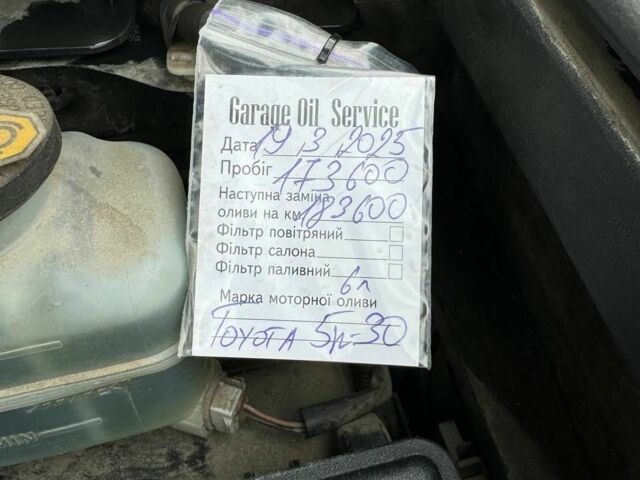 Garage Oil Service
Дата 19 3 2025
Пробіг 173600
Наступна заміна
оливи на км 183600
Фільтр повітряний
Фільтр салона
Фільтр паливний
6л
Марка моторної оливи
TOYOTA 5w-30